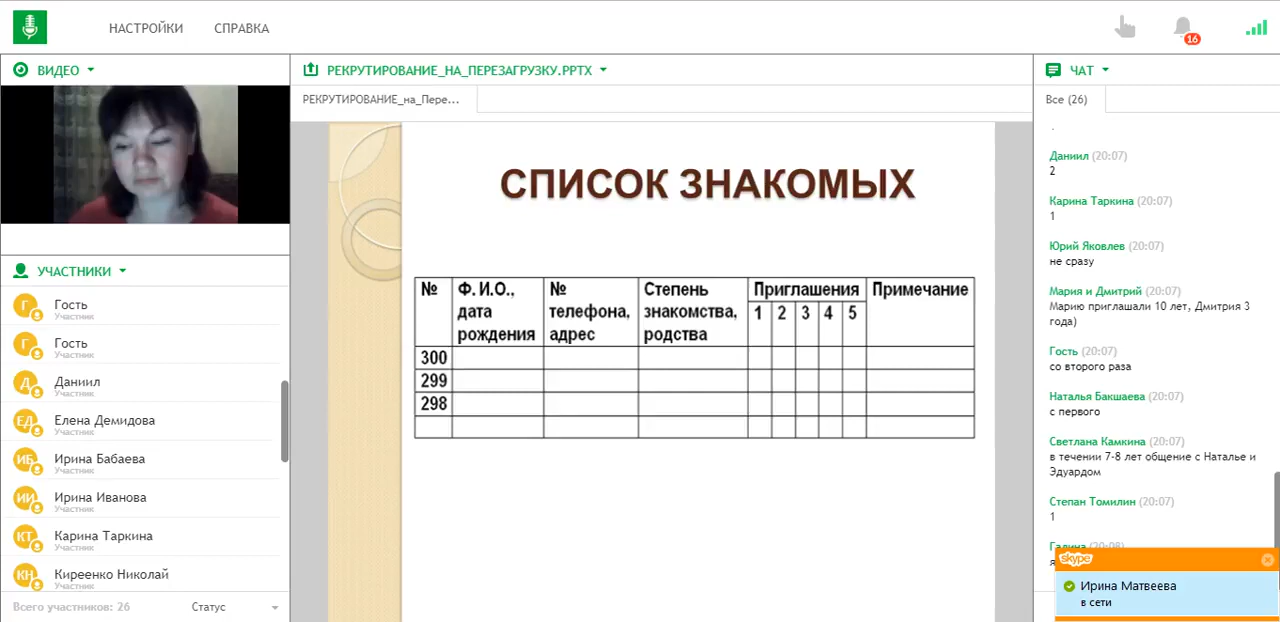 НАСТРОЙКИ СПРАВКА
16
ВИДЕО
УЧАСТНИКИ
Г Гость
Участник
Г Гость
Участник
Д Даниил
Участник
ЕД Елена Демидова
Участник
ИБ Ирина Бабаева
Участник
ИИ Ирина Иванова
Участник
КТ Карина Таркина
Участник
КН Киреенко Николай
Участник
Всего участников: 26 Статус
РЕКРУТИРОВАНИЕ_НА_ПЕРЕЗАГРУЗКУ.PPTX
РЕКРУТИРОВАНИЕ_на_Пере...
СПИСОК ЗНАКОМЫХ
№ Ф. И.О., дата рождения № телефона, адрес Степень знакомства, родства Приглашения Примечание
1 2 3 4 5
300
299
298
ЧАТ
Все (26)
Даниил (20:07)
2
Карина Таркина (20:07)
1
Юрий Яковлев (20:07)
не сразу
Мария и Дмитрий (20:07)
Марию приглашали 10 лет, Дмитрия 3
года)
Гость (20:07)
со второго раза
Наталья Бакшаева (20:07)
с первого
Светлана Камкина (20:07)
в течении 7-8 лет общение с Наталье и
Эдуардом
Степан Томилин (20:07)
1
Галина (20:08)
skype
Ирина Матвеева
в сети